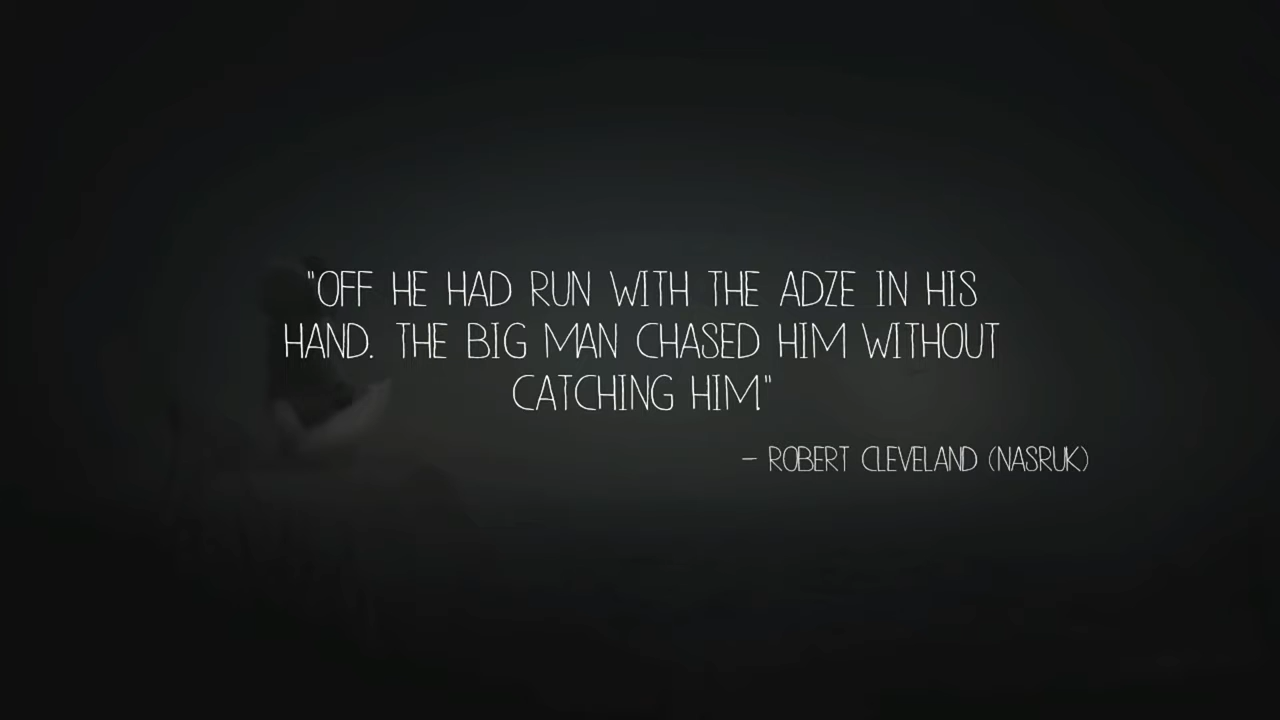 "OFF HE HAD RUN WITH THE ADZE IN HIS
HAND. THE BIG MAN CHASED HIM WITHOUT
CATCHING HIM"
- ROBERT CLEVELAND (NASRUK)